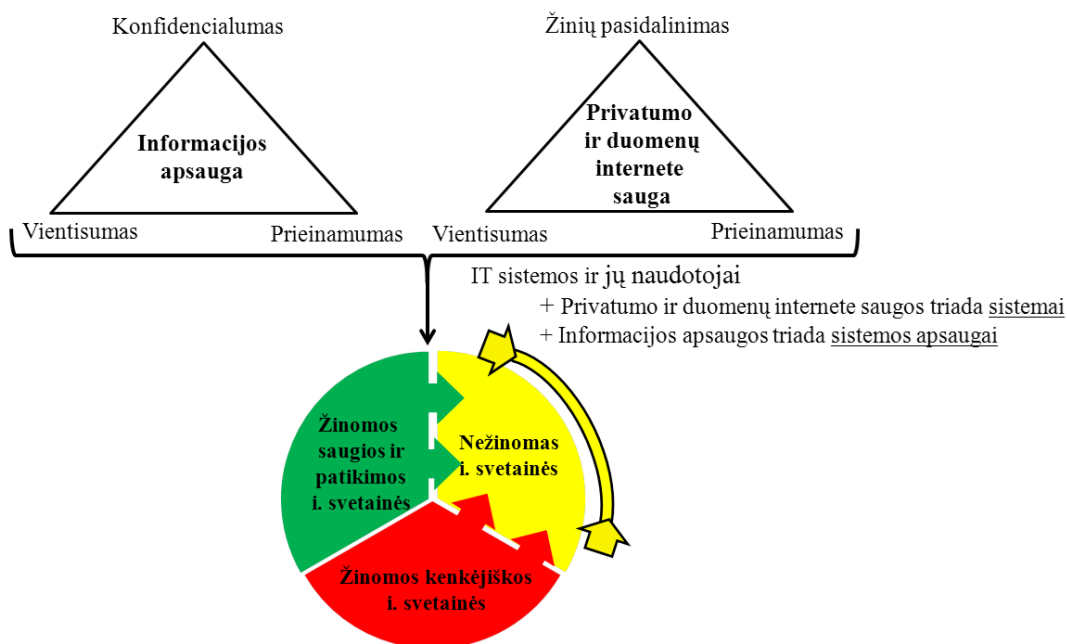 Konfidencialumas
Informacijos
apsauga
Vientisumas
Prieinamumas
Žinių pasidalinimas
Privatumo
ir duomenų
internete
sauga
Vientisumas
Prieinamumas
IT sistemos ir jų naudotojai
+ Privatumo ir duomenų internete saugos triada sistemai
+ Informacijos apsaugos triada sistemos apsaugai
Žinomos
saugios ir
patikimos
i. svetainės
Nežinomas
i. svetainės
Žinomos kenkėjiškos
i. svetainės